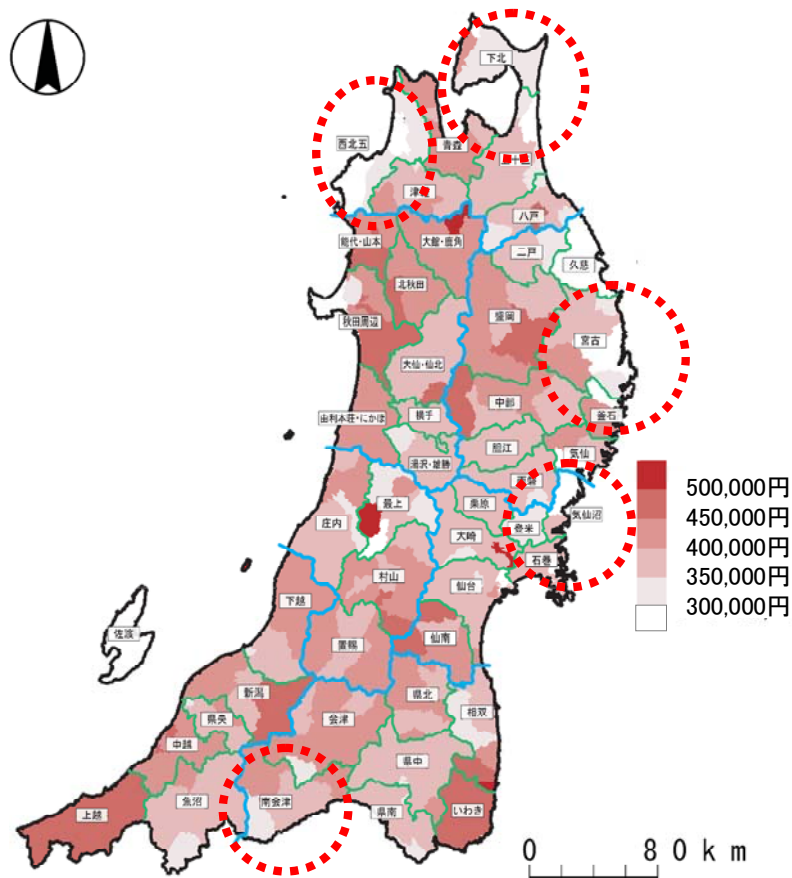 下北
西北五
青森
津軽
八戸
能代・山本
大館・鹿角
二戸
久慈
北秋田
秋田周辺
盛岡
宮古
大仙・仙北
中部
釜石
横手
由利本荘・にかほ
胆江
気仙
湯沢・雄勝
両磐
最上
栗原
気仙沼
庄内
登米
大崎
石巻
村山
仙台
下越
佐渡
置賜
仙南
新潟
県北
県央
会津
相双
中越
県中
魚沼
南会津
県南
いわき
上越
500,000円
450,000円
400,000円
350,000円
300,000円
0 80km